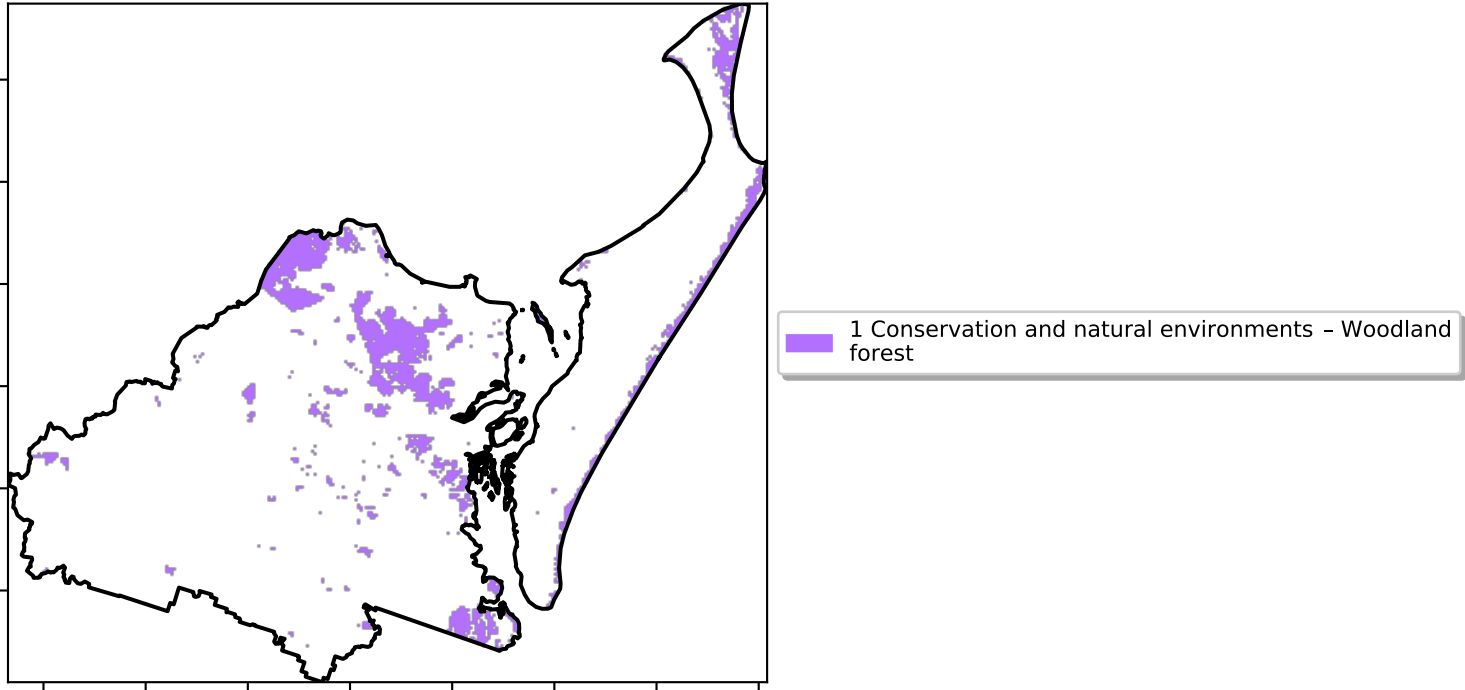 1 Conservation and natural environments – Woodland
forest